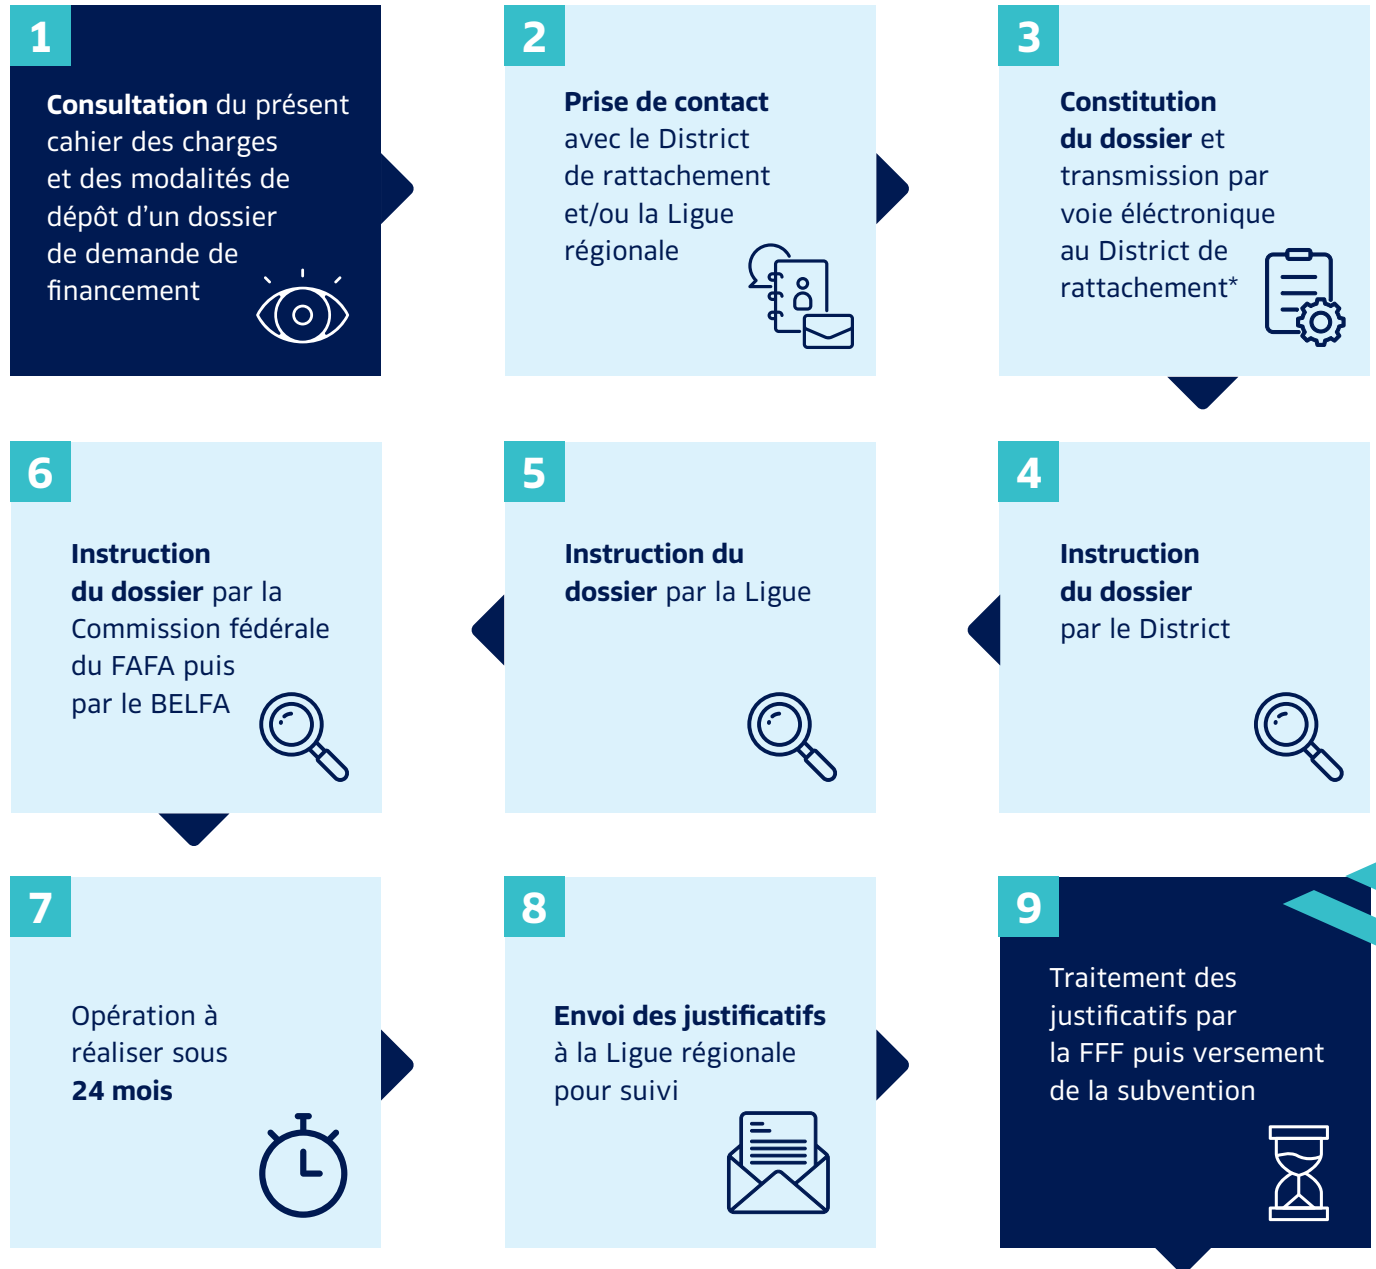 1
Consultation du présent
cahier des charges
et des modalités de
dépôt d'un dossier
de demande de
financement
2
Prise de contact
avec le District
de rattachement
et/ou la Ligue
régionale
3
Constitution
du dossier et
transmission par
voie éléctronique
au District de
rattachement*
4
Instruction
du dossier
par le District
5
Instruction du
dossier par la Ligue
6
Instruction
du dossier par la
Commission fédérale
du FAFA puis
par le BELFA
7
Opération à
réaliser sous
24 mois
8
Envoi des justificatifs
à la Ligue régionale
pour suivi
9
Traitement des
justificatifs par
la FFF puis versement
de la subvention